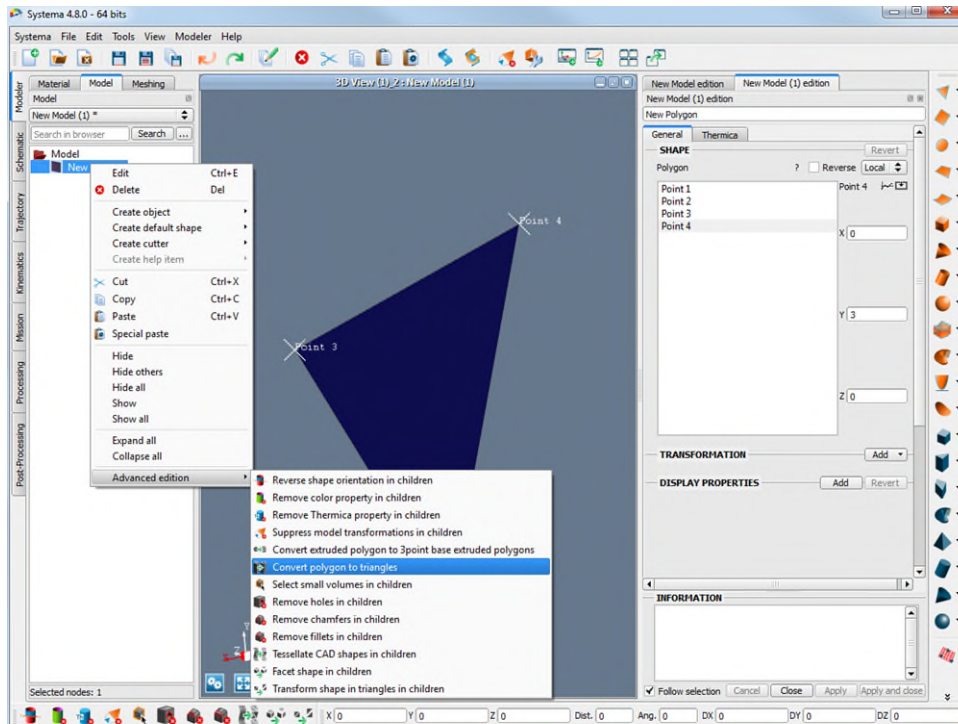 Systema 4.8.0 - 64 bits
Systema File Edit Tools View Modeler Help
Modeler
Schematic
Trajectory
Kinematics
Mission
Processing
Post-Processing
Material Model Meshing
Model
New Model (1) *
Search in browser Search ...
Model
New
Edit Ctrl+E
Delete Del
Create object
Create default shape
Create cutter
Create help item
Cut Ctrl+X
Copy Ctrl+C
Paste Ctrl+V
Special paste
Hide
Hide others
Hide all
Show
Show all
Expand all
Collapse all
Advanced edition
Reverse shape orientation in children
Remove color property in children
Remove Thermica property in children
Suppress model transformations in children
Convert extruded polygon to 3point base extruded polygons
Convert polygon to triangles
Select small volumes in children
Remove holes in children
Remove chamfers in children
Remove fillets in children
Tessellate CAD shapes in children
Facet shape in children
Transform shape in triangles in children
3D View (1)_2 : New Model (1)
Point 4
Point 3
Y
Z
New Model edition New Model (1) edition
New Model (1) edition
New Polygon
General Thermica
SHAPE Revert
Polygon ? Reverse Local
Point 1
Point 2
Point 3
Point 4
Point 4
X 0
Y 3
Z 0
TRANSFORMATION Add
DISPLAY PROPERTIES Add Revert
INFORMATION
Follow selection Cancel Close Apply Apply and close
Selected nodes: 1
X 0 Y 0 Z 0 Dist. 0 Ang. 0 DX 0 DY 0 DZ 0